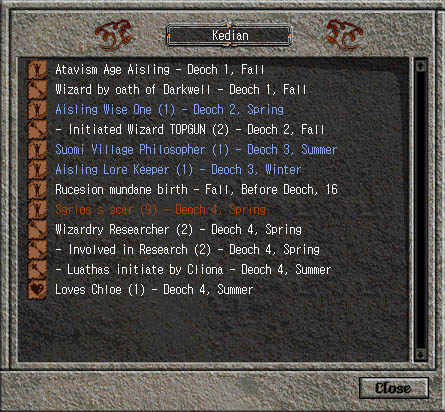 Kedian
Atavism Age Aisling - Deoch 1, Fall
Wizard by oath of Darkwell - Deoch 1, Fall
Aisling Wise One (1) - Deoch 2, Spring
- Initiated Wizard TOPGUN (2) - Deoch 2, Fall
Suomi Village Philosopher (1) - Deoch 3, Summer
Aisling Lore Keeper (1) - Deoch 3, Winter
Rucesion mundane birth - Fall, Before Deoch, 16
Sgrios's scar (9) - Deoch 4, Spring
Wizardry Researcher (2) - Deoch 4, Spring
- Involved in Research (2) - Deoch 4, Spring
- Luathas initiate by Cliona - Deoch 4, Summer
Loves Chloe (1) - Deoch 4, Summer
Close